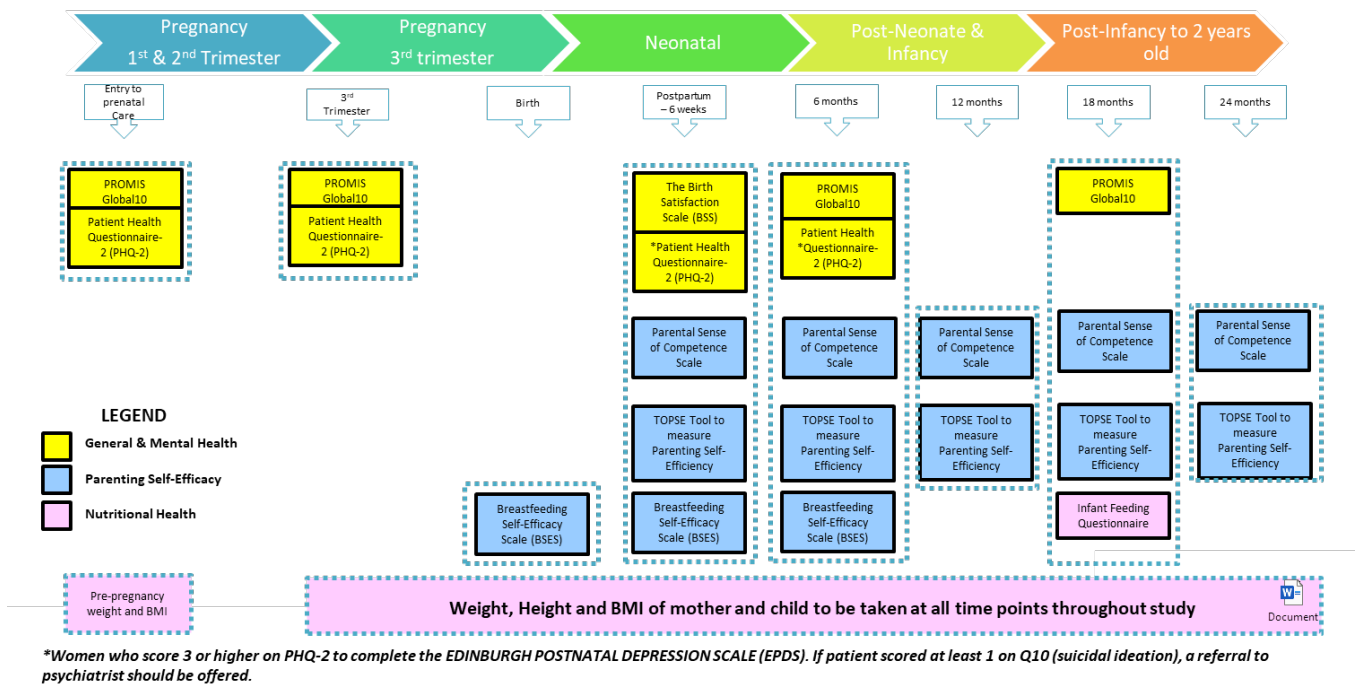 Pregnancy
1st & 2nd Trimester
Pregnancy
3rd trimester
Neonatal
Post-Neonate &
Infancy
Post-Infancy to 2 years
old
Entry to
prenatal
Care
3rd
Trimester
Birth
Postpartum
– 6 weeks
6 months
12 months
18 months
24 months
PROMIS
Global10
Patient Health
Questionnaire-
2 (PHQ-2)
PROMIS
Global10
Patient Health
Questionnaire-
2 (PHQ-2)
The Birth
Satisfaction
Scale (BSS)
*Patient Health
Questionnaire-
2 (PHQ-2)
PROMIS
Global10
Patient Health
*Questionnaire-
2 (PHQ-2)
PROMIS
Global10
Parental Sense
of Competence
Scale
Parental Sense
of Competence
Scale
Parental Sense
of Competence
Scale
Parental Sense
of Competence
Scale
Parental Sense
of Competence
Scale
TOPSE Tool to
measure
Parenting Self-
Efficiency
TOPSE Tool to
measure
Parenting Self-
Efficiency
TOPSE Tool to
measure
Parenting Self-
Efficiency
TOPSE Tool to
measure
Parenting Self-
Efficiency
TOPSE Tool to
measure
Parenting Self-
Efficiency
LEGEND
General & Mental Health
Parenting Self-Efficacy
Nutritional Health
Breastfeeding
Self-Efficacy
Scale (BSES)
Breastfeeding
Self-Efficacy
Scale (BSES)
Breastfeeding
Self-Efficacy
Scale (BSES)
Infant Feeding
Questionnaire
Pre-pregnancy
weight and BMI
Weight, Height and BMI of mother and child to be taken at all time points throughout study
W
Document
*Women who score 3 or higher on PHQ-2 to complete the EDINBURGH POSTNATAL DEPRESSION SCALE (EPDS). If patient scored at least 1 on Q10 (suicidal ideation), a referral to
psychiatrist should be offered.